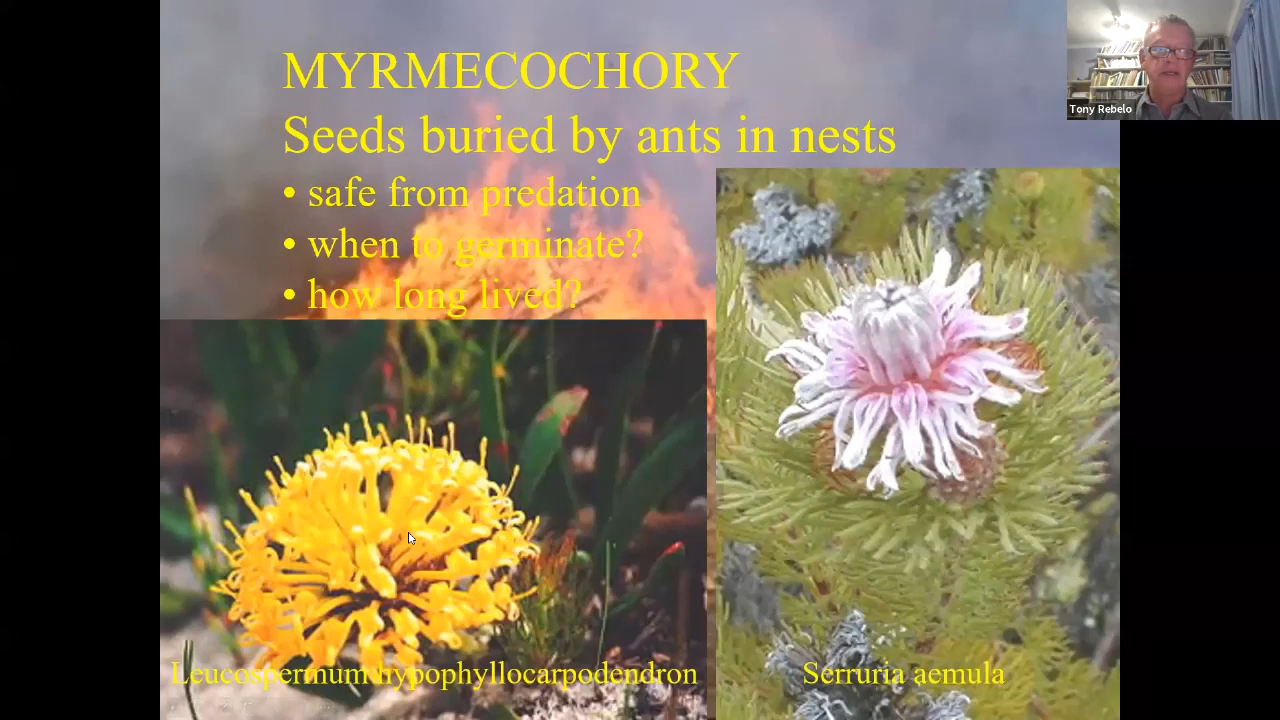 MYRMECOCHORY
Seeds buried by ants in nests
• safe from predation
• when to germinate?
• how long lived?
Leucospermum hypophyllocarpodendron
Serruria aemula
Tony Rebelo